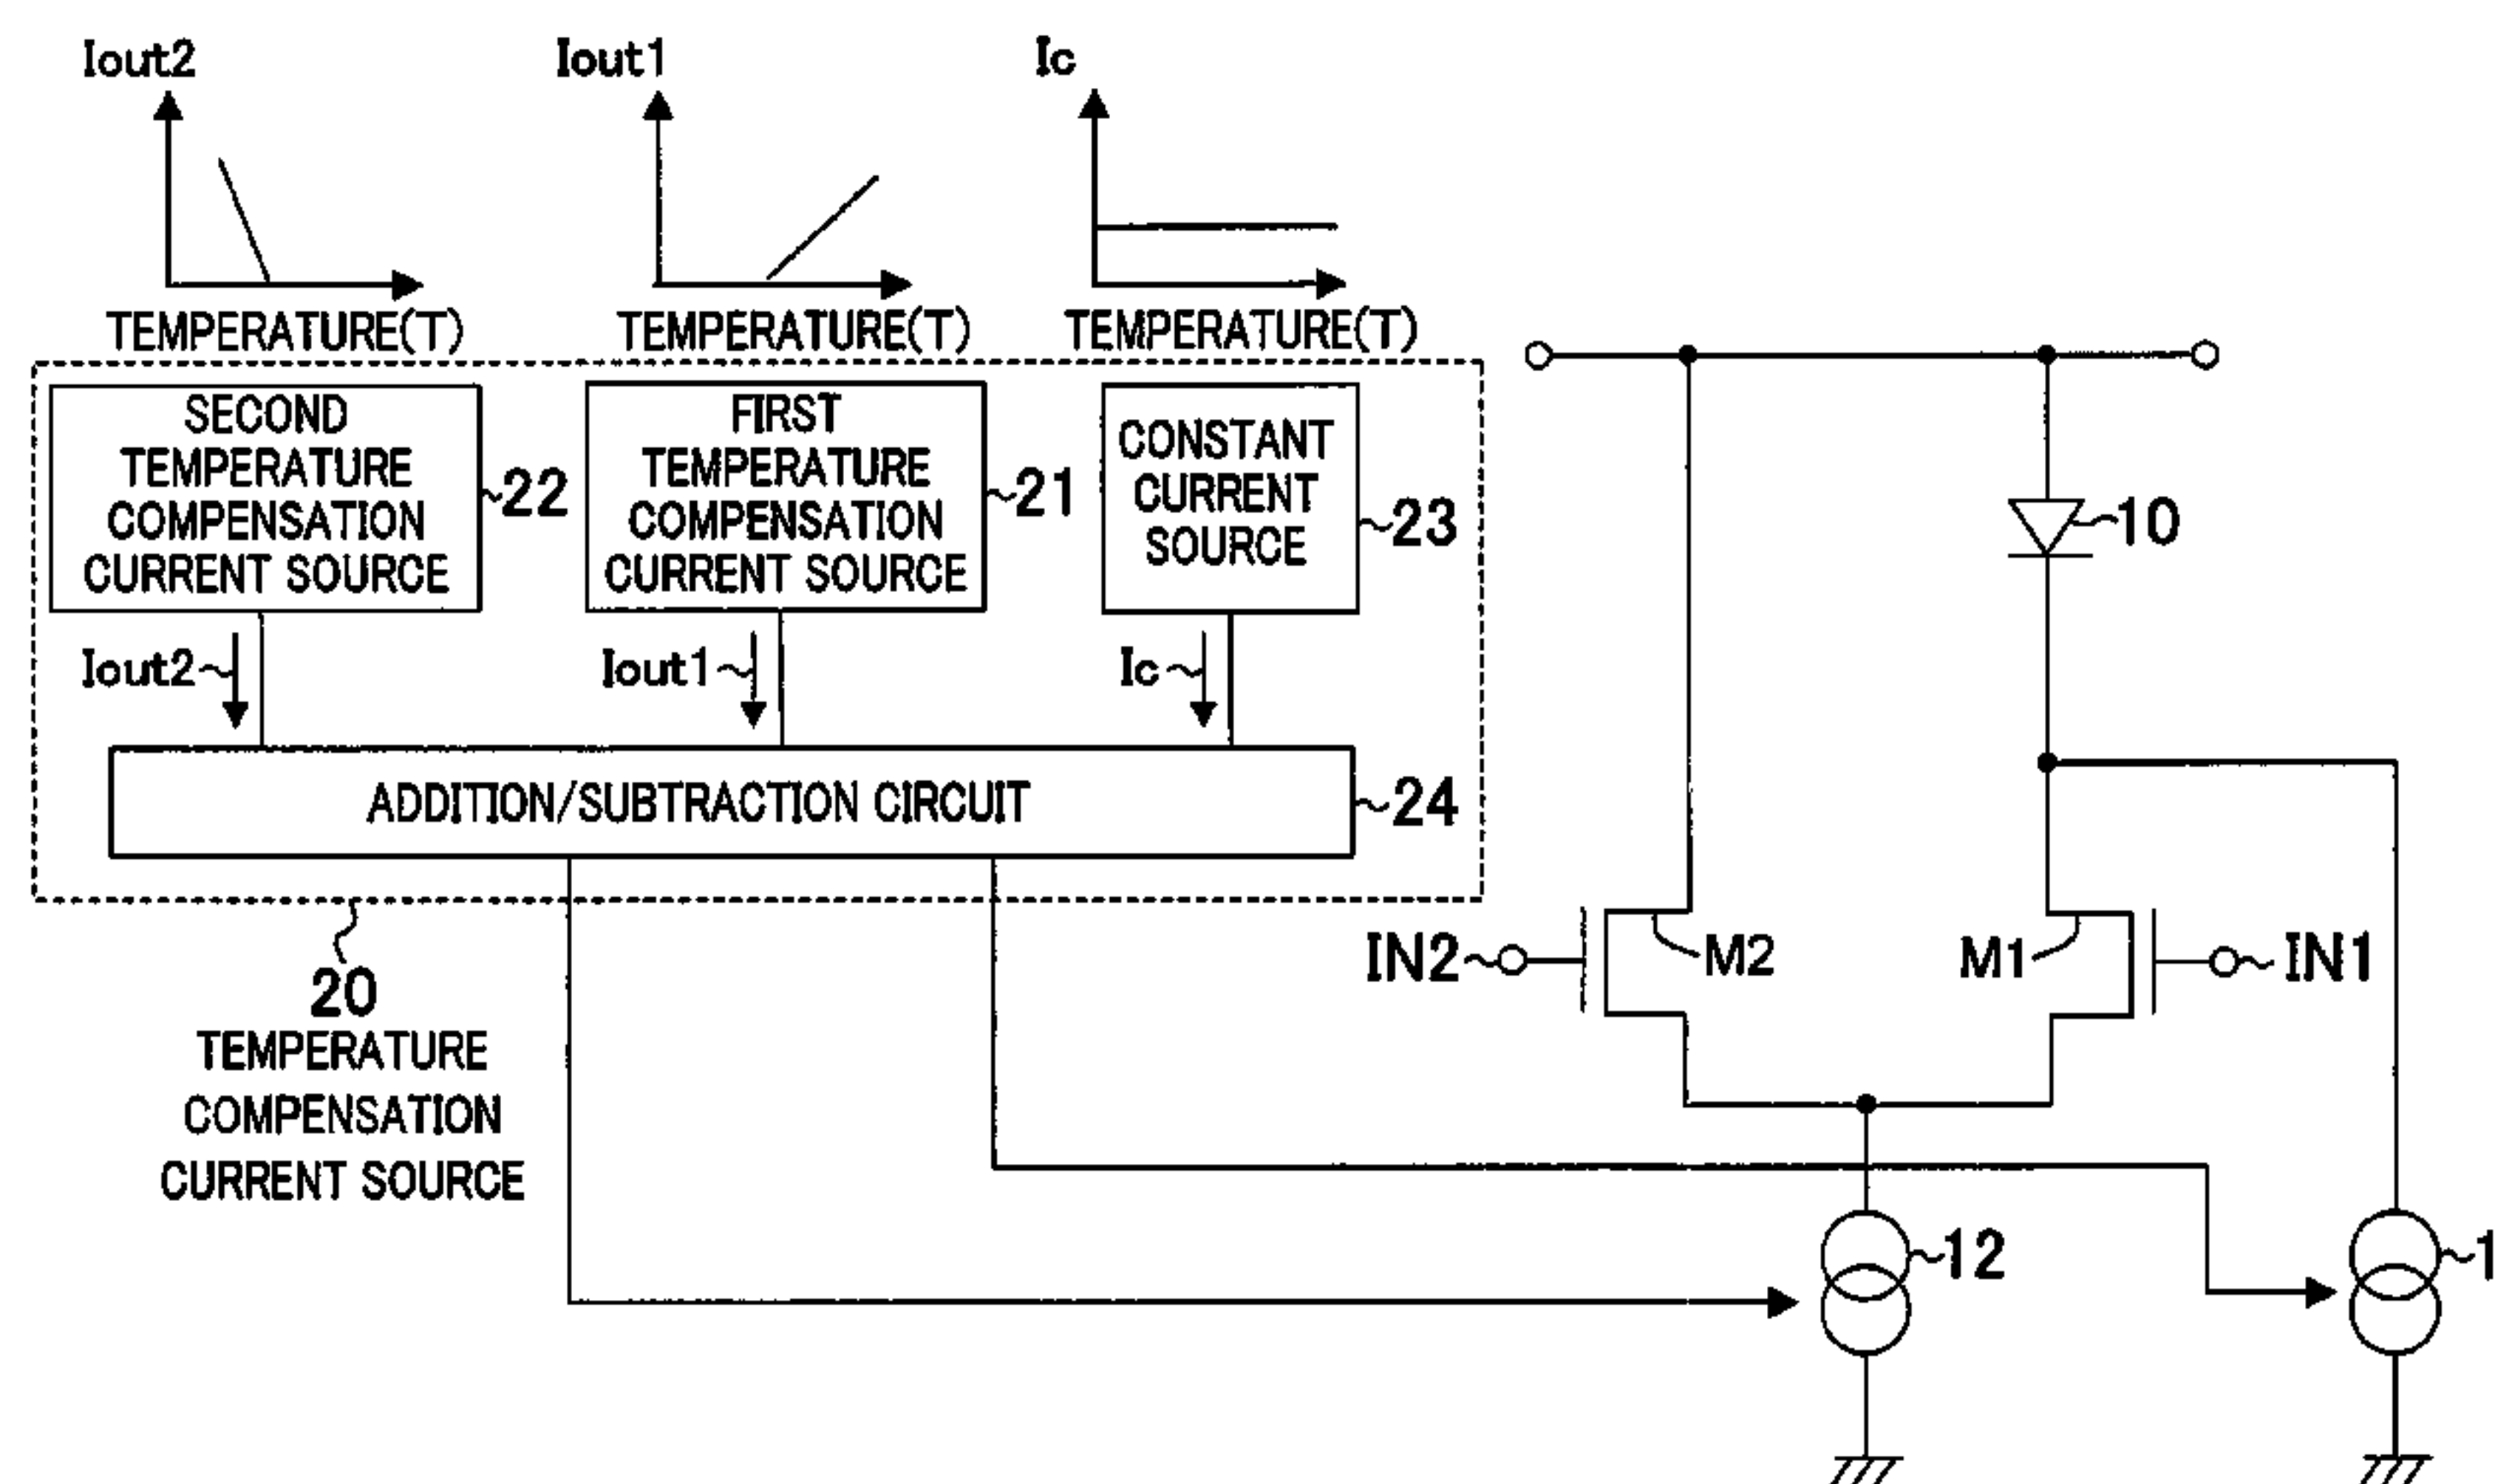 Iout2
Iout1
Ic
TEMPERATURE(T)
TEMPERATURE(T)
TEMPERATURE(T)
SECOND
TEMPERATURE
COMPENSATION
CURRENT SOURCE
22
FIRST
TEMPERATURE
COMPENSATION
CURRENT SOURCE
21
CONSTANT
CURRENT
SOURCE
23
10
Iout2
Iout1
Ic
ADDITION/SUBTRACTION CIRCUIT
24
IN2
M2
M1
IN1
20
TEMPERATURE
COMPENSATION
CURRENT SOURCE
12
1